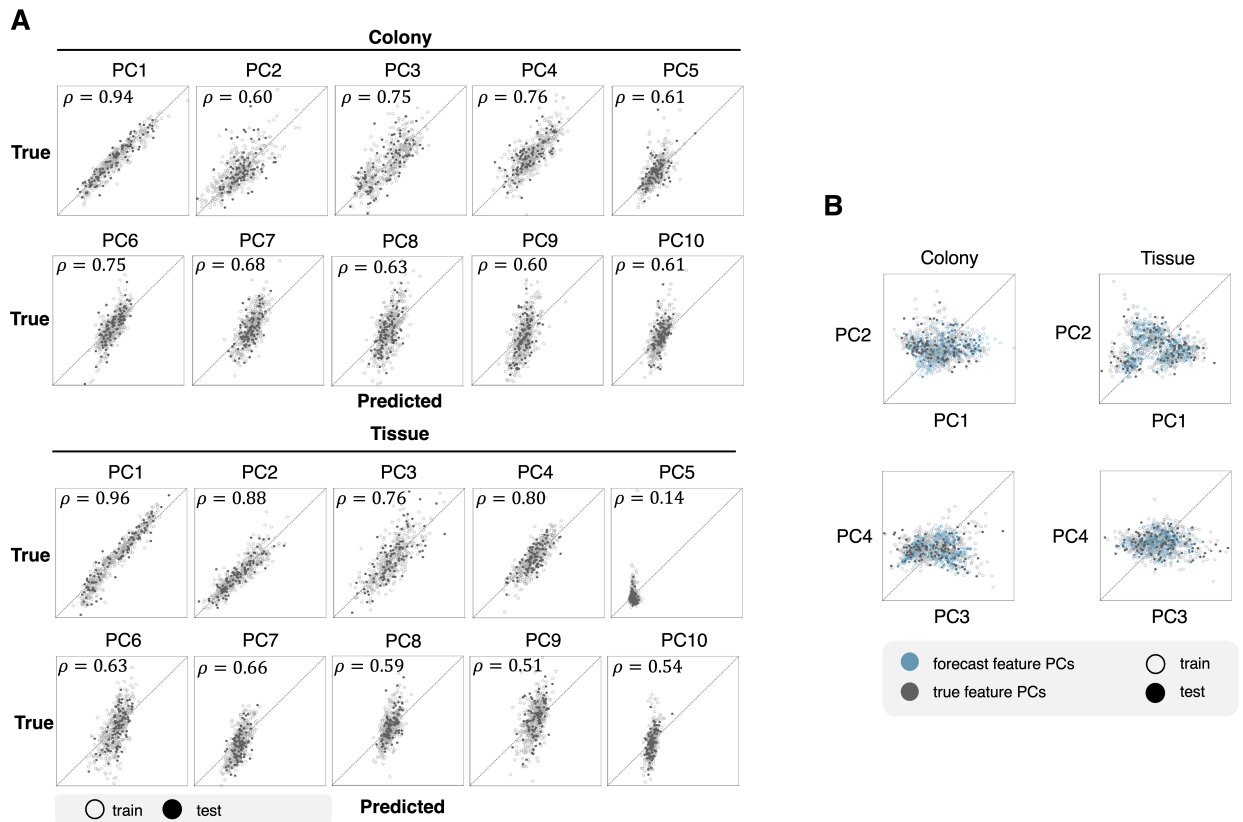 A
Colony
PC1 PC2 PC3 PC4 PC5
ρ = 0.94 ρ = 0.60 ρ = 0.75 ρ = 0.76 ρ = 0.61
True
PC6 PC7 PC8 PC9 PC10
ρ = 0.75 ρ = 0.68 ρ = 0.63 ρ = 0.60 ρ = 0.61
True
Predicted
Tissue
PC1 PC2 PC3 PC4 PC5
ρ = 0.96 ρ = 0.88 ρ = 0.76 ρ = 0.80 ρ = 0.14
True
PC6 PC7 PC8 PC9 PC10
ρ = 0.63 ρ = 0.66 ρ = 0.59 ρ = 0.51 ρ = 0.54
True
Predicted
train test
B
Colony Tissue
PC2 PC2
PC1 PC1
PC4 PC4
PC3 PC3
forecast feature PCs train
true feature PCs test